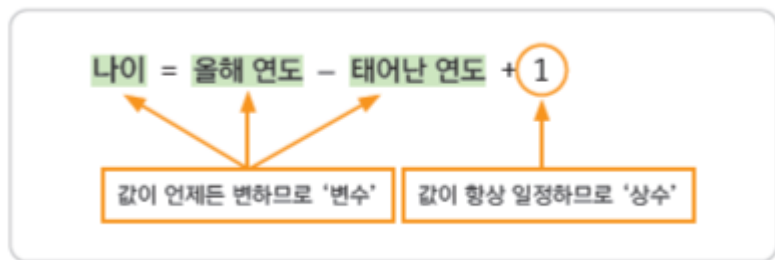 나이 = 올해 연도 – 태어난 연도 + 1
값이 언제든 변하므로 ‘변수’
값이 항상 일정하므로 ‘상수’